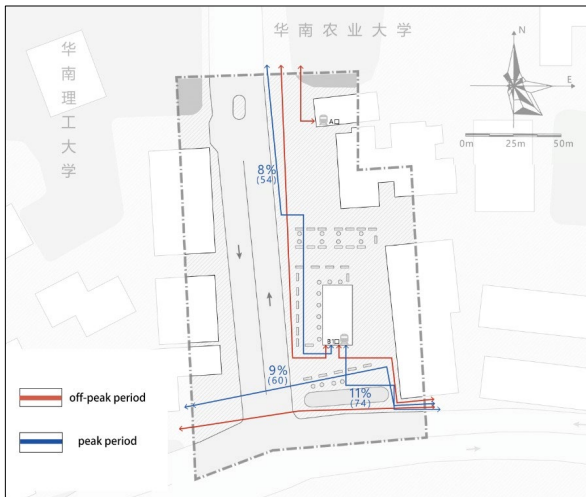 华南农业大学
华南理工大学
N
E
0m 25m 50m
A口
8%
(54)
B口
9%
(60)
11%
(74)
off-peak period
peak period